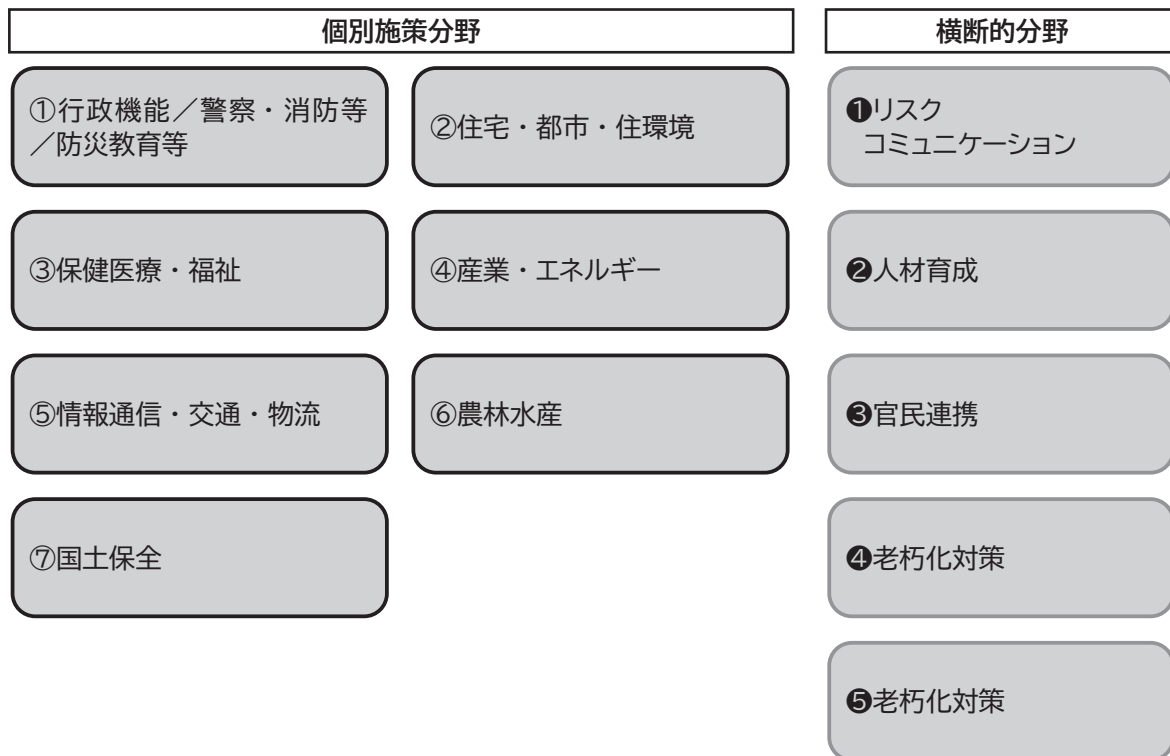 個別施策分野
①行政機能／警察・消防等
／防災教育等
②住宅・都市・住環境
③保健医療・福祉
④産業・エネルギー
⑤情報通信・交通・物流
⑥農林水産
⑦国土保全
横断的分野
❶リスク
コミュニケーション
❷人材育成
❸官民連携
❹老朽化対策
❺老朽化対策